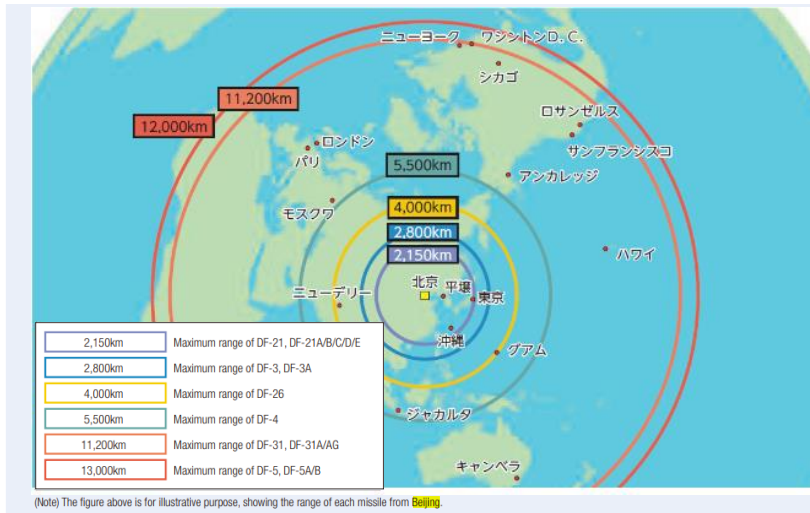 ニューヨーク
ワシントンD.C.
シカゴ
11,200km
12,000km
ロサンゼルス
サンフランシスコ
ロンドン
パリ
5,500km
アンカレッジ
モスクワ
4,000km
2,800km
ハワイ
2,150km
北京
平壌
ニューデリー
東京
沖縄
グアム
ジャカルタ
キャンベラ
2,150km Maximum range of DF-21, DF-21A/B/C/D/E
2,800km Maximum range of DF-3, DF-3A
4,000km Maximum range of DF-26
5,500km Maximum range of DF-4
11,200km Maximum range of DF-31, DF-31A/AG
13,000km Maximum range of DF-5, DF-5A/B
(Note) The figure above is for illustrative purpose, showing the range of each missile from Beijing.